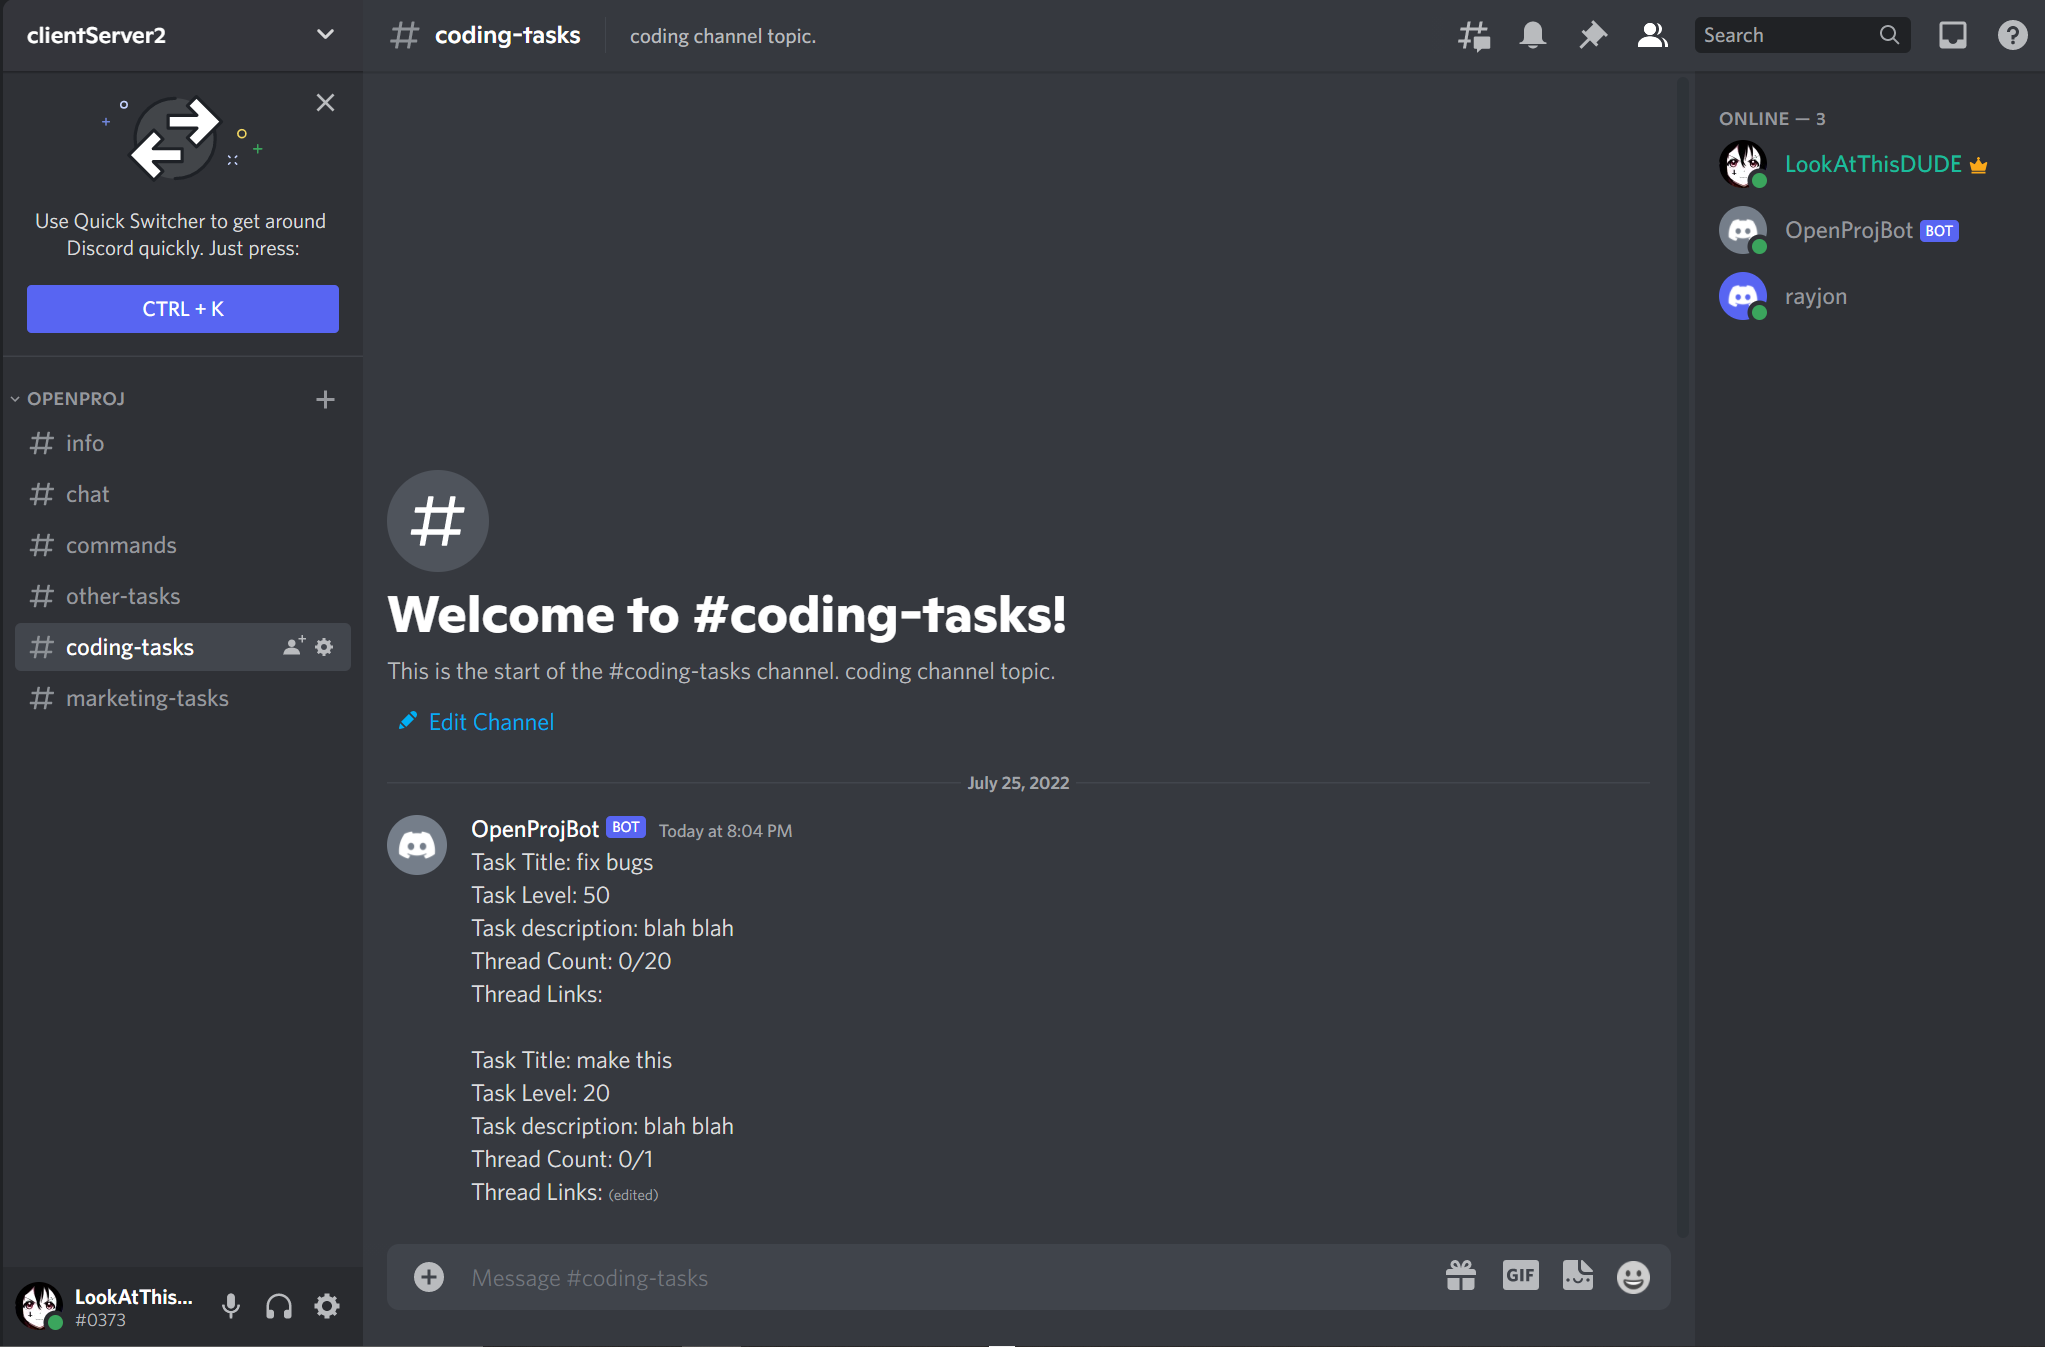 clientServer2
Use Quick Switcher to get around
Discord quickly. Just press:
CTRL + K
OPENPROJ
info
chat
commands
other-tasks
coding-tasks
marketing-tasks
LookAtThis...
#0373
coding-tasks
coding channel topic.
Search
Welcome to #coding-tasks!
This is the start of the #coding-tasks channel. coding channel topic.
Edit Channel
July 25, 2022
OpenProjBot BOT Today at 8:04 PM
Task Title: fix bugs
Task Level: 50
Task description: blah blah
Thread Count: 0/20
Thread Links:
Task Title: make this
Task Level: 20
Task description: blah blah
Thread Count: 0/1
Thread Links: (edited)
Message #coding-tasks
GIF
ONLINE — 3
LookAtThisDUDE
OpenProjBot BOT
rayjon